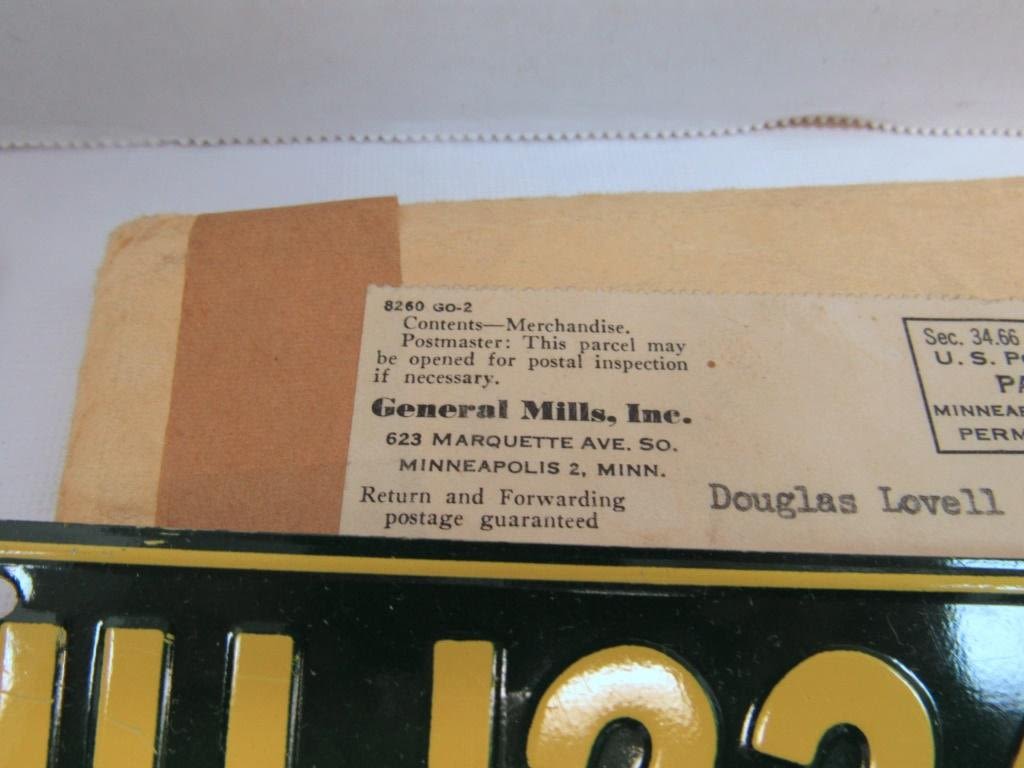 8260 GO-2
Contents—Merchandise.
Postmaster: This parcel may
be opened for postal inspection
if necessary.
General Mills, Inc.
623 MARQUETTE AVE. SO.
MINNEAPOLIS 2, MINN.
Return and Forwarding
postage guaranteed
Sec. 34.66
U. S.
Douglas Lovell